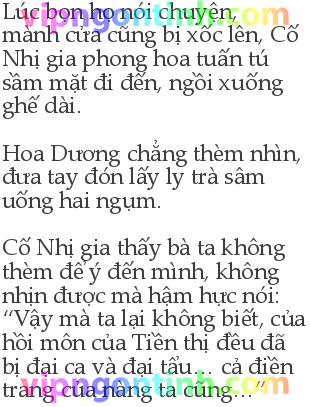 Lúc bọn họ nói chuyện,
vipngontinh.com
mành cửa cũng bị xốc lên, Cố
Nhị gia phong hoa tuấn tú
sầm mặt đi đến, ngồi xuống
ghế dài.
Hoa Dương chẳng thèm nhìn,
đưa tay đón lấy ly trà sâm
uống hai ngụm.
Cố Nhị gia thấy bà ta không
thèm để ý đến mình, không
nhịn được mà hậm hực nói:
“Vậy mà ta lại không biết, của
hồi môn của Tiền thị đều đã
bị đại ca và đại tẩu… cả điền
trang của nàng ta cũng…”
vipngontinh.com